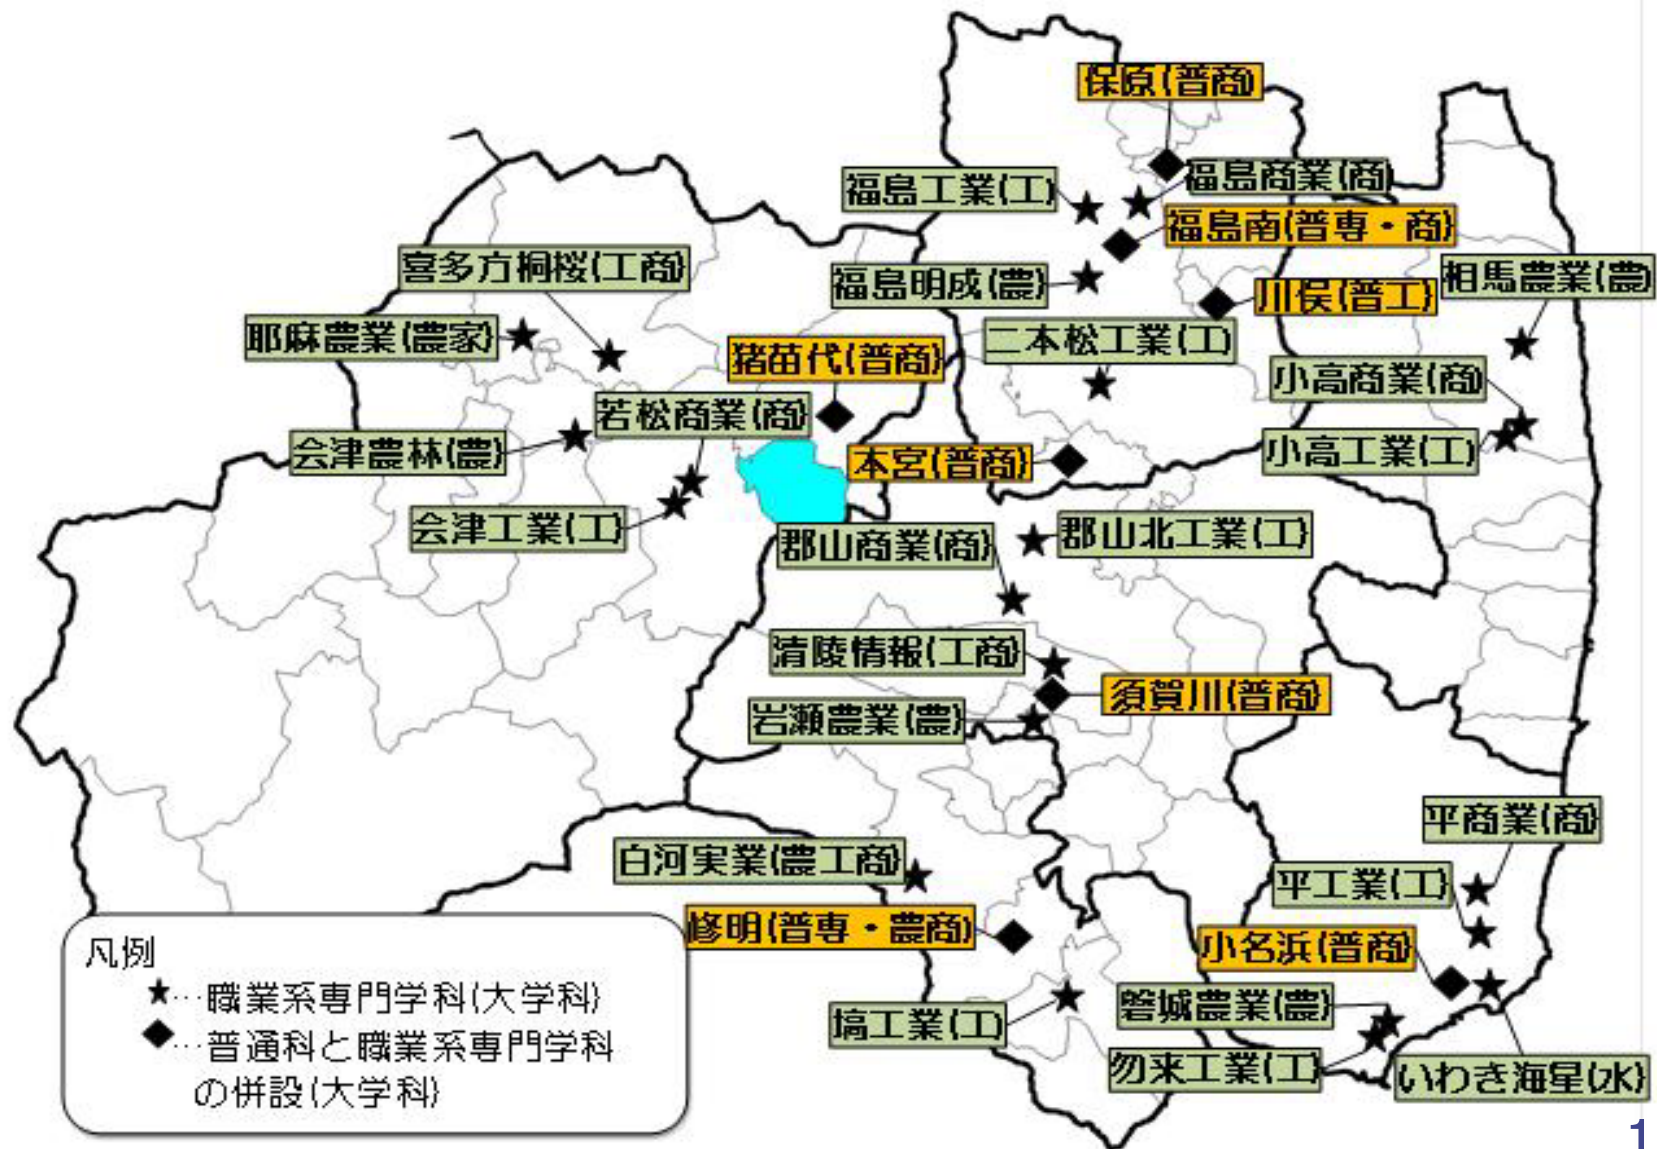 保原(普商)
福島工業(工)
福島商業(商)
福島南(普専・商)
喜多方桐桜(工商)
福島明成(農)
相馬農業(農)
川俣(普工)
耶麻農業(農家)
二本松工業(工)
猪苗代(普商)
小高商業(商)
若松商業(商)
会津農林(農)
本宮(普商)
小高工業(工)
会津工業(工)
郡山商業(商)
郡山北工業(工)
清陵情報(工商)
須賀川(普商)
岩瀬農業(農)
平商業(商)
白河実業(農工商)
平工業(工)
修明(普専・農商)
小名浜(普商)
磐城農業(農)
塙工業(工)
勿来工業(工)
いわき海星(水)
凡例
★…職業系専門学科(大学科)
◆…普通科と職業系専門学科
の併設(大学科)
1